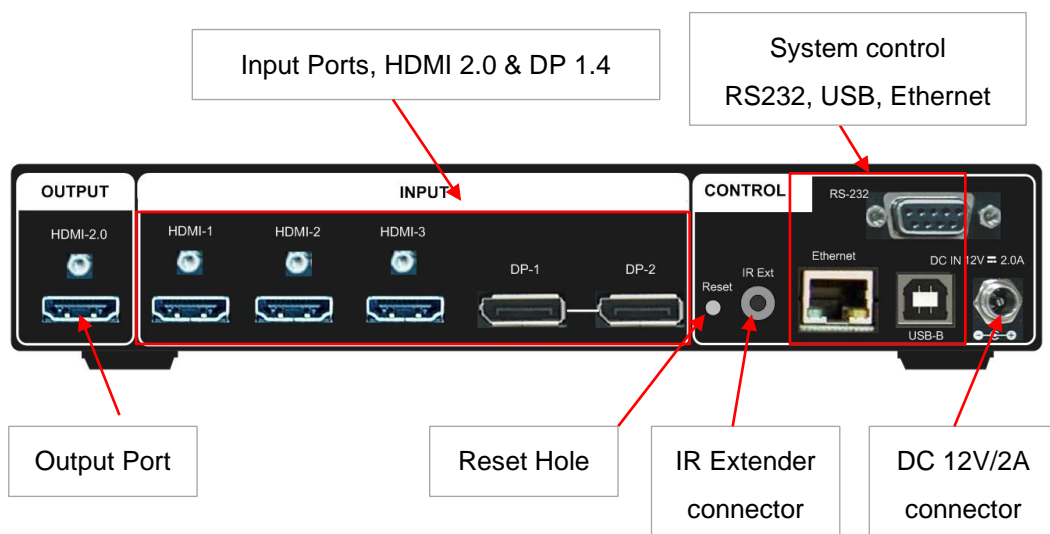 Input Ports, HDMI 2.0 & DP 1.4
System control
RS232, USB, Ethernet
OUTPUT
INPUT
CONTROL
RS-232
HDMI-2.0
HDMI-1
HDMI-2
HDMI-3
DP-1
DP-2
Reset
IR Ext
Ethernet
DC IN 12V 2.0A
USB-B
Output Port
Reset Hole
IR Extender
connector
DC 12V/2A
connector